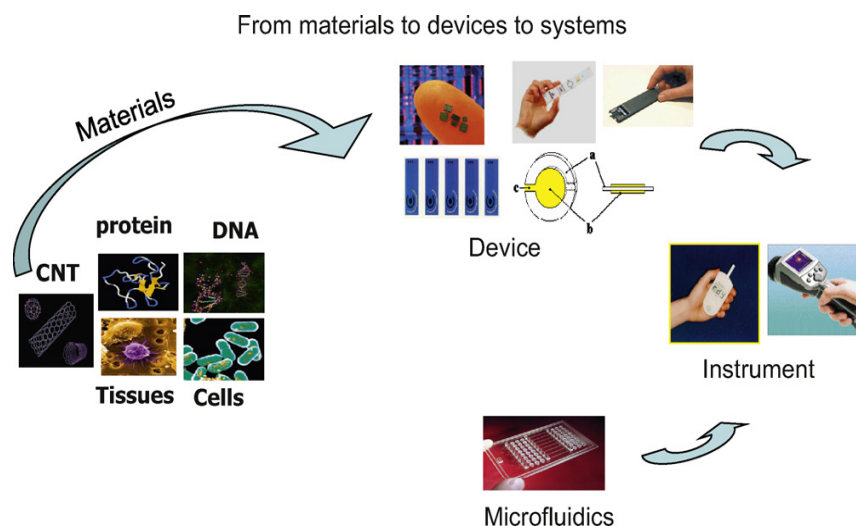 From materials to devices to systems
Materials
protein
DNA
CNT
Tissues
Cells
a
c
b
Device
Instrument
Microfluidics